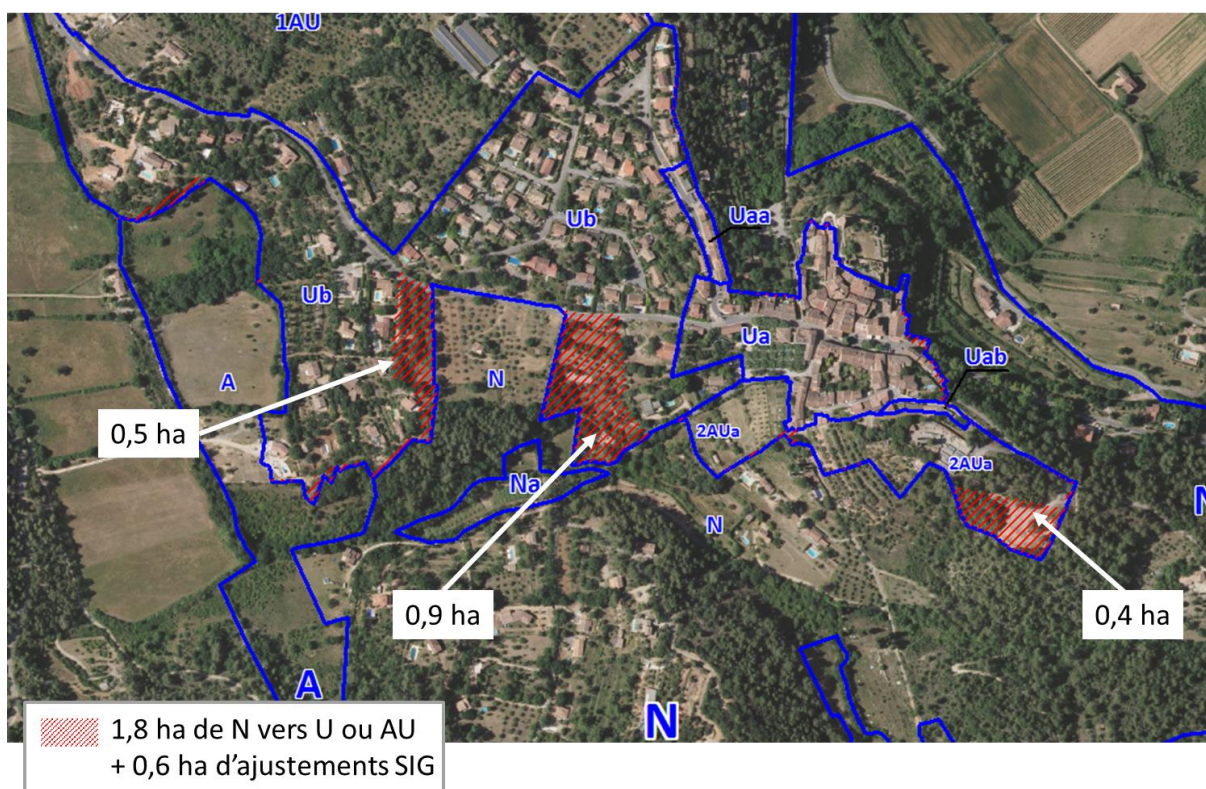 1AU
Ub
Uaa
Ub
Ua
Uab
A
N
0,5 ha
2AUa
2AUa
Na
N
N
0,9 ha
0,4 ha
A
N
1,8 ha de N vers U ou AU
+ 0,6 ha d'ajustements SIG